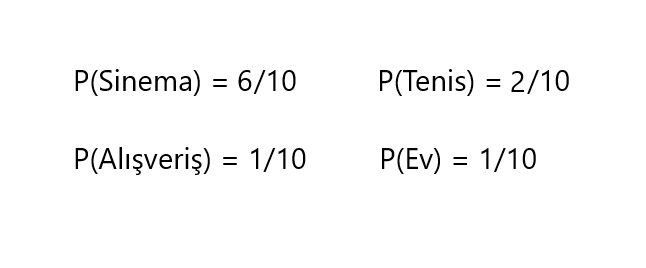 P(Sinema) = 6/10 P(Tenis) = 2/10
P(Alışveriş) = 1/10 P(Ev) = 1/10